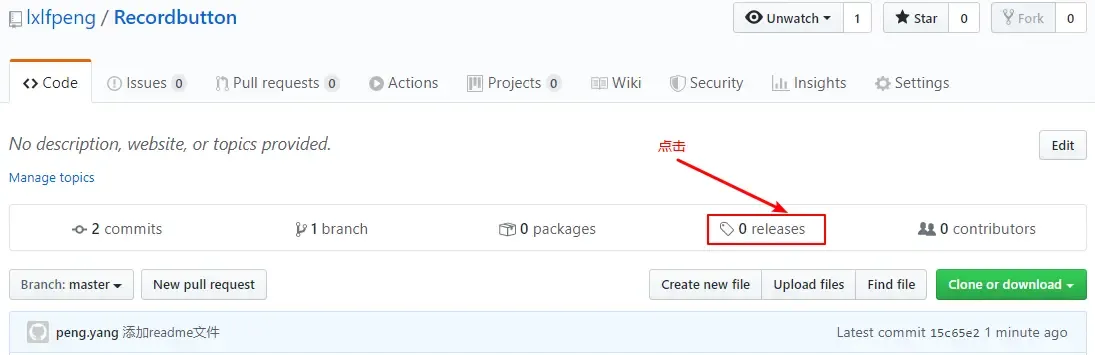 lxlfpeng / Recordbutton Unwatch 1 Star 0 Fork 0
Code Issues 0 Pull requests 0 Actions Projects 0 Wiki Security Insights Settings
No description, website, or topics provided. 点击 Edit
Manage topics
2 commits 1 branch 0 packages 0 releases 0 contributors
Branch: master New pull request Create new file Upload files Find file Clone or download
peng.yang 添加readme文件 Latest commit 15c65e2 1 minute ago